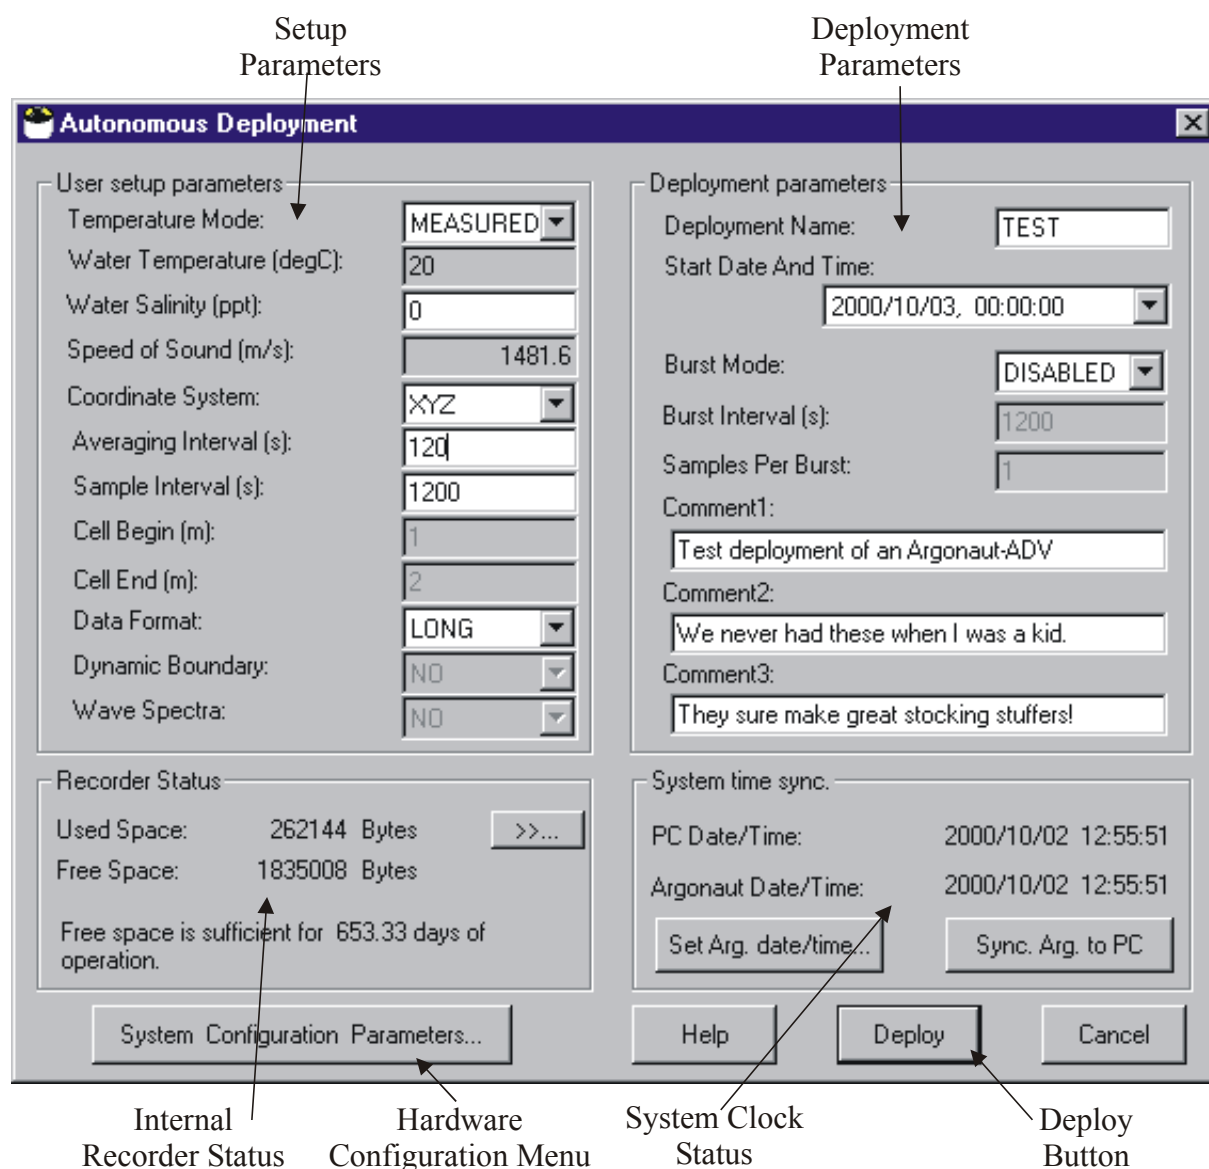 Setup
Parameters
Deployment
Parameters
Autonomous Deployment
User setup parameters
Temperature Mode: MEASURED
Water Temperature (degC): 20
Water Salinity (ppt): 0
Speed of Sound (m/s): 1481.6
Coordinate System: XYZ
Averaging Interval (s): 120
Sample Interval (s): 1200
Cell Begin (m): 1
Cell End (m): 2
Data Format: LONG
Dynamic Boundary: NO
Wave Spectra: NO
Deployment parameters
Deployment Name: TEST
Start Date And Time:
2000/10/03, 00:00:00
Burst Mode: DISABLED
Burst Interval (s): 1200
Samples Per Burst: 1
Comment1:
Test deployment of an Argonaut-ADV
Comment2:
We never had these when I was a kid.
Comment3:
They sure make great stocking stuffers!
Recorder Status
Used Space: 262144 Bytes >>...
Free Space: 1835008 Bytes
Free space is sufficient for 653.33 days of
operation.
System time sync.
PC Date/Time: 2000/10/02 12:55:51
Argonaut Date/Time: 2000/10/02 12:55:51
Set Arg. date/time... Sync. Arg. to PC
System Configuration Parameters... Help Deploy Cancel
Internal
Recorder Status
Hardware
Configuration Menu
System Clock
Status
Deploy
Button